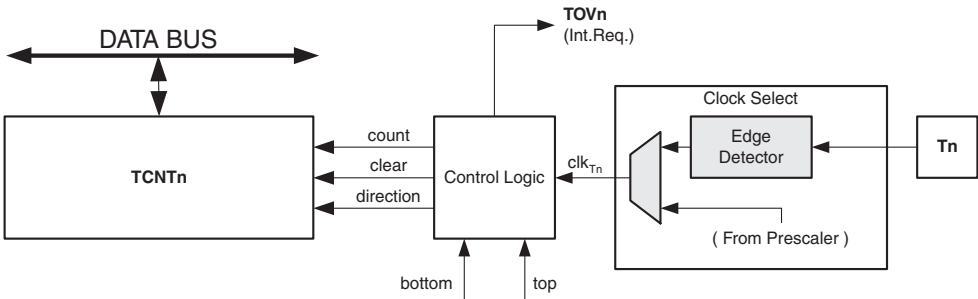 TOVn
(Int.Req.)
DATA BUS
Clock Select
count
Edge
Detector
Tn
TCNTn
clear
Control Logic
clkTn
direction
( From Prescaler )
bottom
top